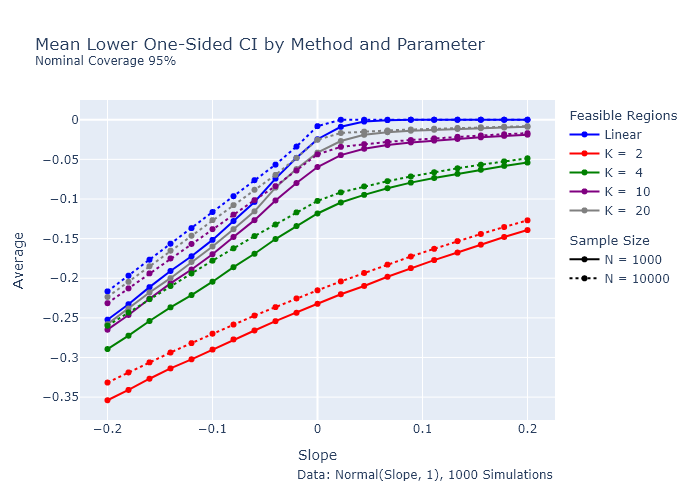 Mean Lower One-Sided CI by Method and Parameter
Nominal Coverage 95%
Feasible Regions
Linear
K = 2
K = 4
K = 10
K = 20
Sample Size
N = 1000
N = 10000
Average
0
−0.05
−0.1
−0.15
−0.2
−0.25
−0.3
−0.35
−0.2
−0.1
0
0.1
0.2
Slope
Data: Normal(Slope, 1), 1000 Simulations